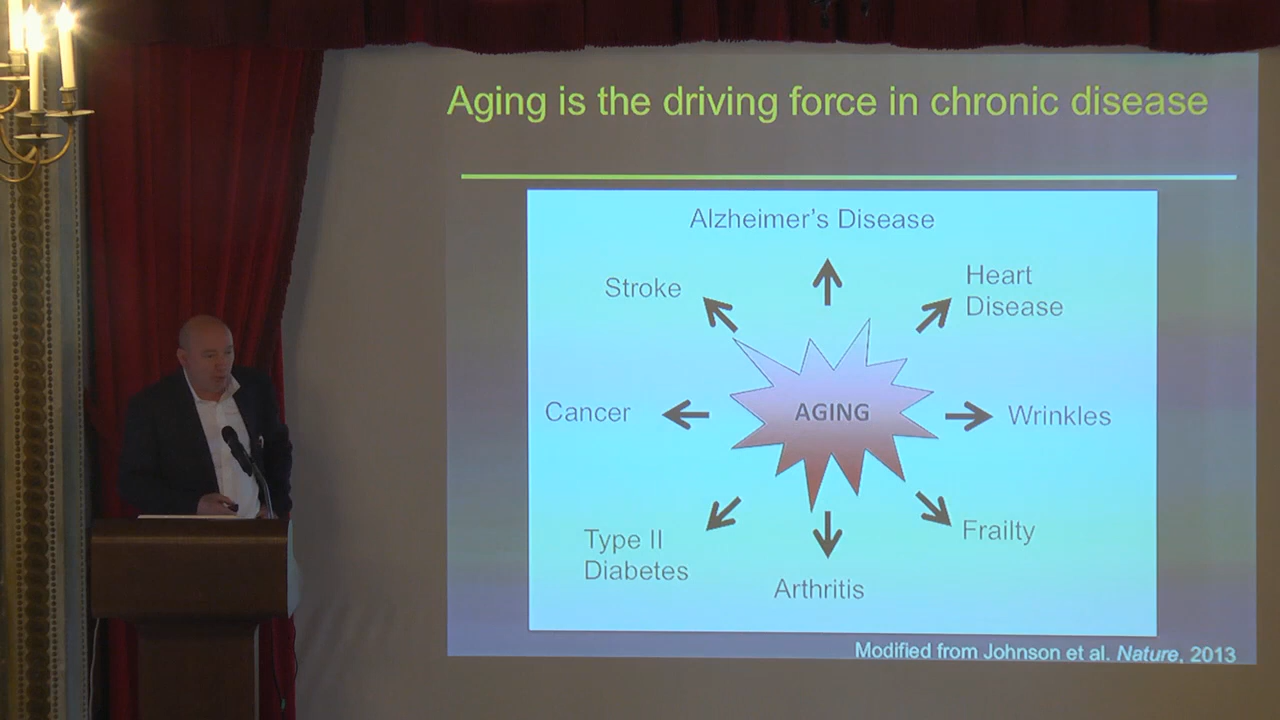 Aging is the driving force in chronic disease
Alzheimer's Disease
Stroke
Heart
Disease
Cancer
AGING
Wrinkles
Type II
Diabetes
Frailty
Arthritis
Modified from Johnson et al. Nature, 2013